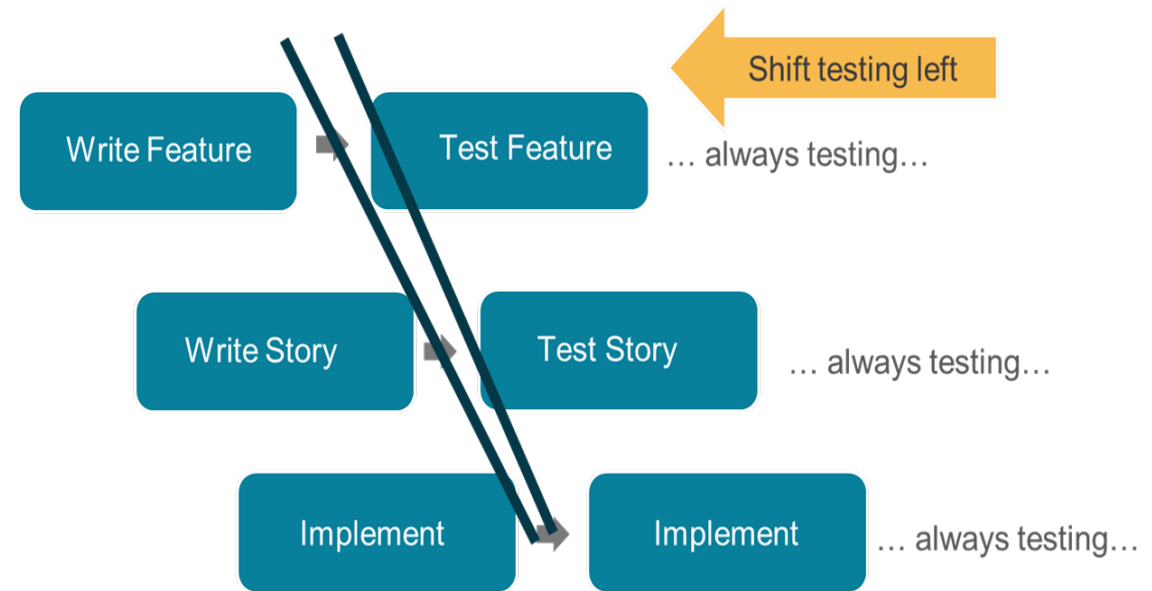 Shift testing left
Write Feature
Test Feature
… always testing…
Write Story
Test Story
… always testing…
Implement
Implement
… always testing…